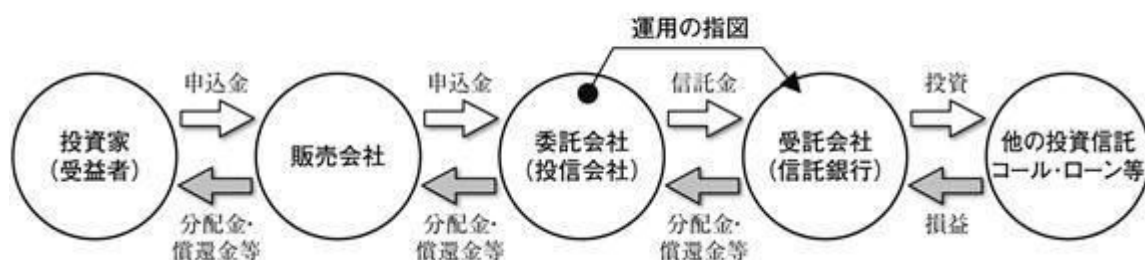 運用の指図
申込金
申込金
信託金
投資
投資家
(受益者)
販売会社
委託会社
(投信会社)
受託会社
(信託銀行)
他の投資信託
コール・ローン等
分配金・
償還金等
分配金・
償還金等
分配金・
償還金等
損益